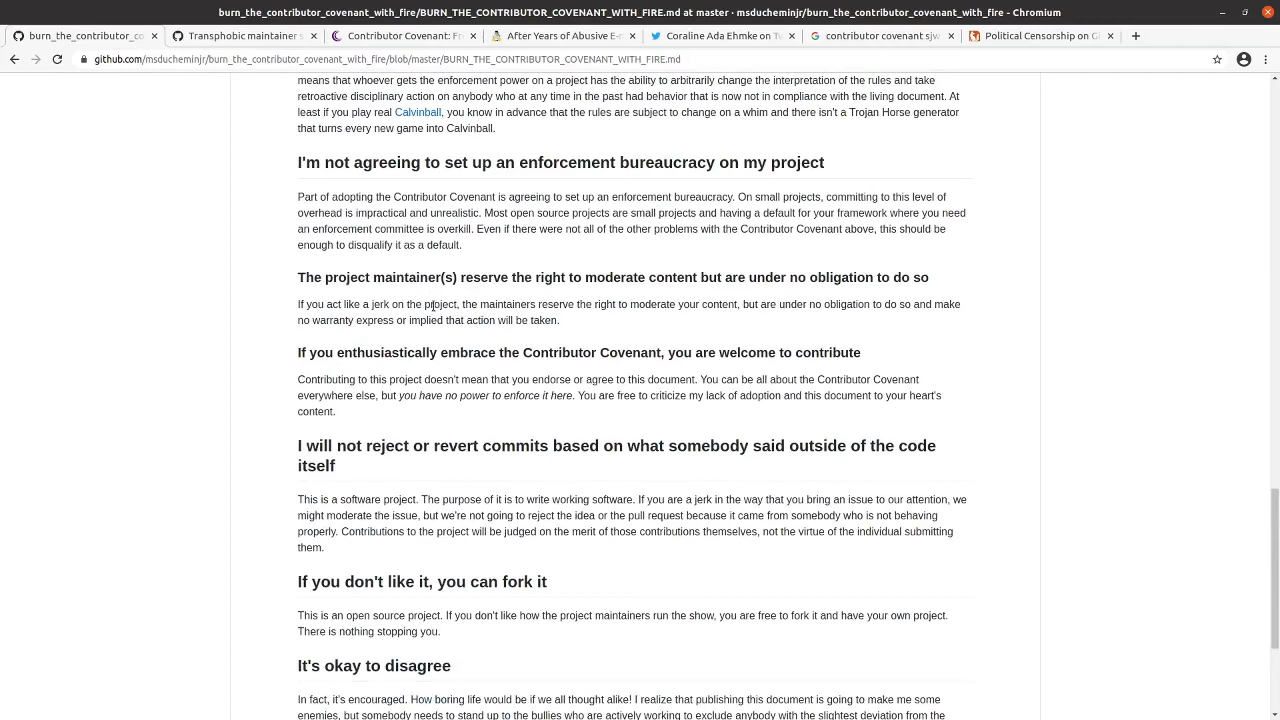 burn_the_contributor_covenant_with_fire/BURN_THE_CONTRIBUTOR_COVENANT_WITH_FIRE.md at master · msducheminjr/burn_the_contributor_covenant_with_fire - Chromium
burn_the_contributor_co
Transphobic maintainer s
Contributor Covenant: Fr
After Years of Abusive E-m
Coraline Ada Ehmke on Tw
contributor covenant sjw
Political Censorship on Gi
github.com/msducheminjr/burn_the_contributor_covenant_with_fire/blob/master/BURN_THE_CONTRIBUTOR_COVENANT_WITH_FIRE.md
means that whoever gets the enforcement power on a project has the ability to arbitrarily change the interpretation of the rules and take
retroactive disciplinary action on anybody who at any time in the past had behavior that is now not in compliance with the living document. At
least if you play real Calvinball, you know in advance that the rules are subject to change on a whim and there isn't a Trojan Horse generator
that turns every new game into Calvinball.
I'm not agreeing to set up an enforcement bureaucracy on my project
Part of adopting the Contributor Covenant is agreeing to set up an enforcement bureaucracy. On small projects, committing to this level of
overhead is impractical and unrealistic. Most open source projects are small projects and having a default for your framework where you need
an enforcement committee is overkill. Even if there were not all of the other problems with the Contributor Covenant above, this should be
enough to disqualify it as a default.
The project maintainer(s) reserve the right to moderate content but are under no obligation to do so
If you act like a jerk on the project, the maintainers reserve the right to moderate your content, but are under no obligation to do so and make
no warranty express or implied that action will be taken.
If you enthusiastically embrace the Contributor Covenant, you are welcome to contribute
Contributing to this project doesn't mean that you endorse or agree to this document. You can be all about the Contributor Covenant
everywhere else, but you have no power to enforce it here. You are free to criticize my lack of adoption and this document to your heart's
content.
I will not reject or revert commits based on what somebody said outside of the code
itself
This is a software project. The purpose of it is to write working software. If you are a jerk in the way that you bring an issue to our attention, we
might moderate the issue, but we're not going to reject the idea or the pull request because it came from somebody who is not behaving
properly. Contributions to the project will be judged on the merit of those contributions themselves, not the virtue of the individual submitting
them.
If you don't like it, you can fork it
This is an open source project. If you don't like how the project maintainers run the show, you are free to fork it and have your own project.
There is nothing stopping you.
It's okay to disagree
In fact, it's encouraged. How boring life would be if we all thought alike! I realize that publishing this document is going to make me some
enemies, but somebody needs to stand up to the bullies who are actively working to exclude anybody with the slightest deviation from the